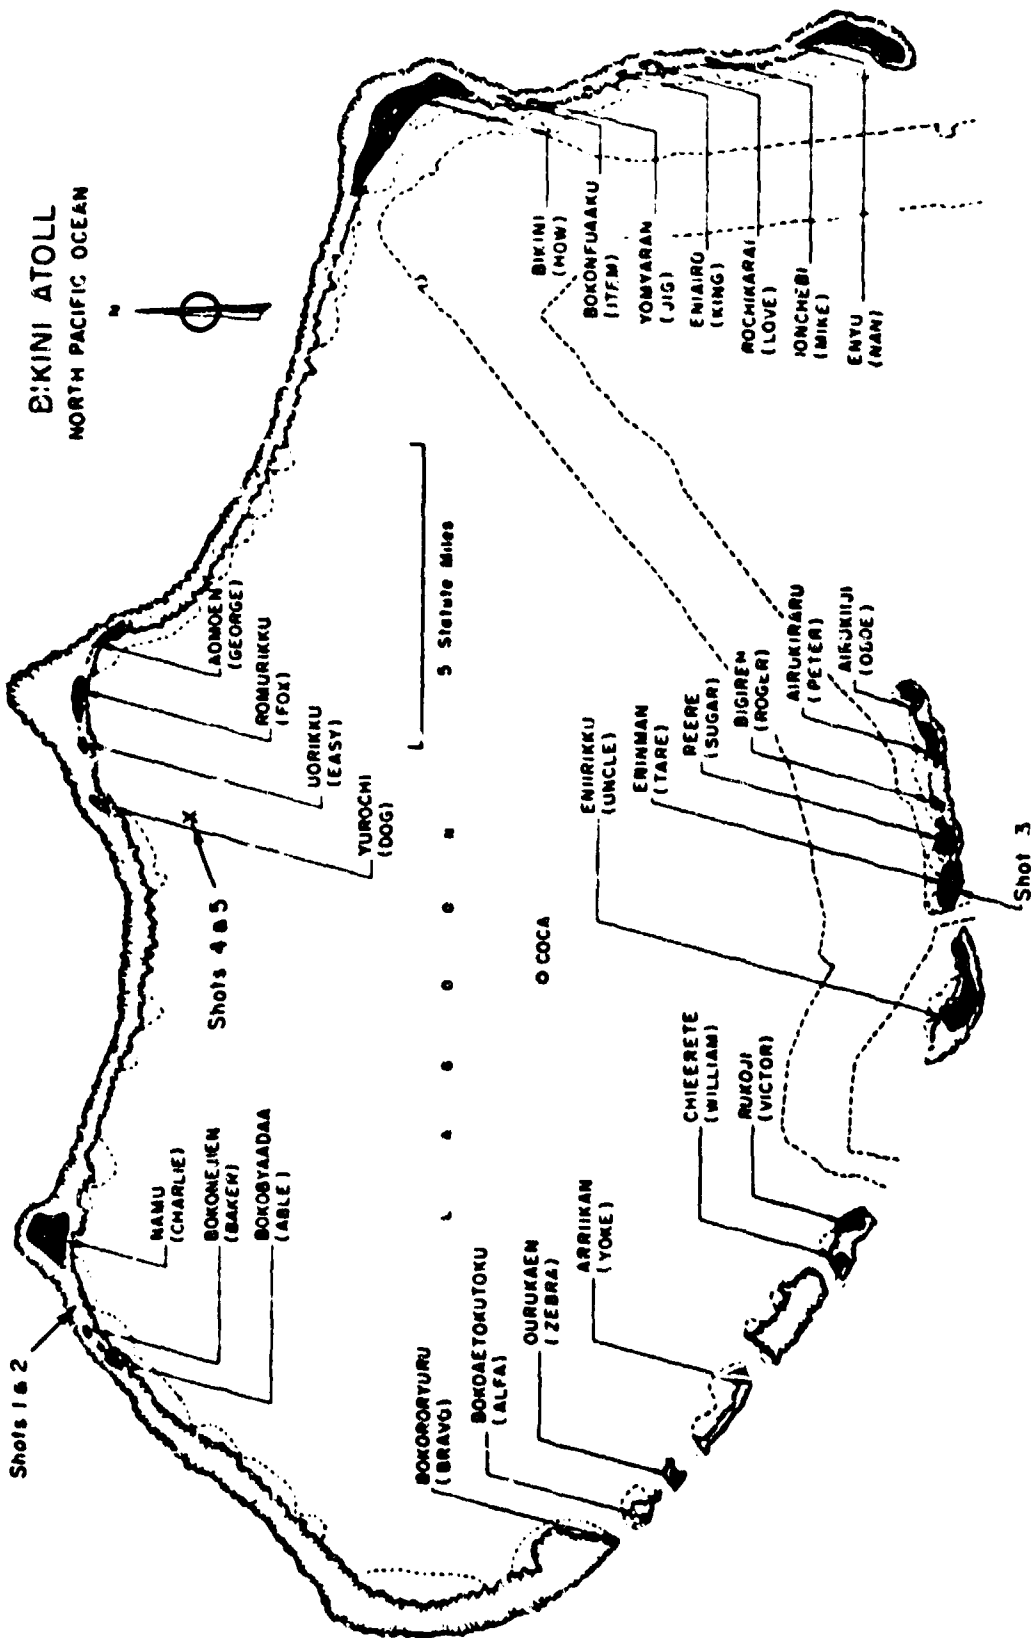 BIKINI ATOLL
NORTH PACIFIC OCEAN
N
Shots 1 & 2
NAMU
(CHARLIE)
BOKONEJIEN
(BAKER)
BOKOBYAADAA
(ABLE)
Shots 4 & 5
X
YUROCHI
(DOG)
UORIKKU
(EASY)
ROMURIKKU
(FOX)
AOMOEN
(GEORGE)
5 Statute Miles
L A G O O N
COCA
BIKINI
(HOW)
BOKONFUAAKU
(ITEM)
YOMYARAN
(JIG)
ENIAIRO
(KING)
ROCHIKARAI
(LOVE)
IONCHEBI
(MIKE)
ENYU
(NAN)
BOKORORYURU
(BRAVO)
BOKOAETOKUTOKU
(ALFA)
OURUKAEN
(ZEBRA)
ARRIIKAN
(YOKE)
CHIEERETE
(WILLIAM)
RUKOJI
(VICTOR)
ENIIRIKKU
(UNCLE)
ENINMAN
(TARE)
REERE
(SUGAR)
BIGIREN
(ROGER)
AIRUKIRARU
(PETER)
AIRUKIIJI
(OBOE)
Shot 3